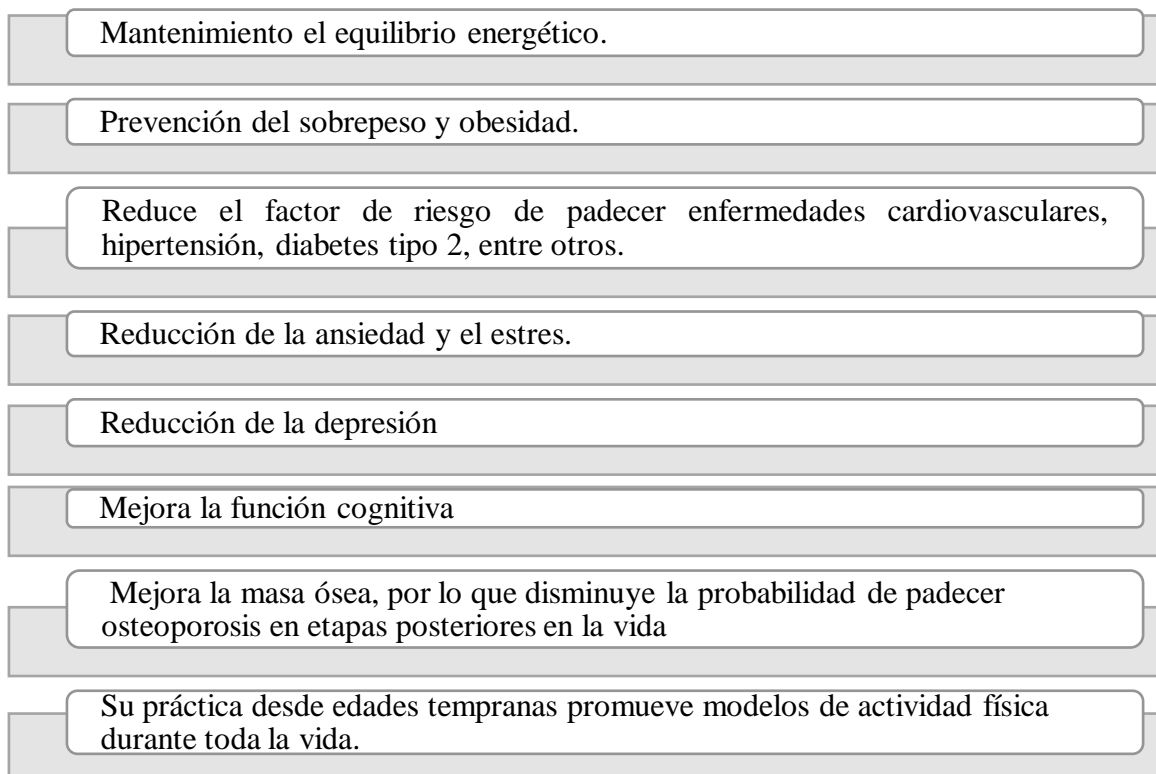 Mantenimiento el equilibrio energético.
Prevención del sobrepeso y obesidad.
Reduce el factor de riesgo de padecer enfermedades cardiovasculares,
hipertensión, diabetes tipo 2, entre otros.
Reducción de la ansiedad y el estres.
Reducción de la depresión
Mejora la función cognitiva
Mejora la masa ósea, por lo que disminuye la probabilidad de padecer
osteoporosis en etapas posteriores en la vida
Su práctica desde edades tempranas promueve modelos de actividad física
durante toda la vida.